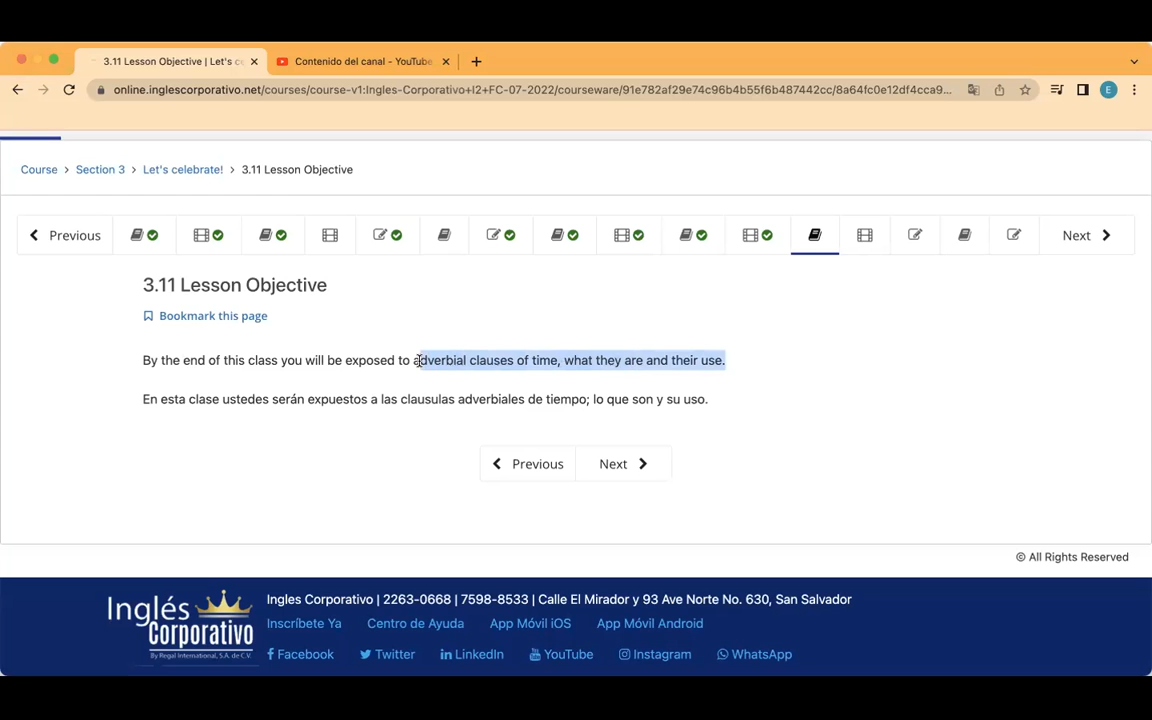 3.11 Lesson Objective | Let's c
Contenido del canal - YouTube
online.inglescorporativo.net/courses/course-v1:Ingles-Corporativo+I2+FC-07-2022/courseware/91e782af29e74c96b4b55f6b487442cc/8a64fc0e12df4cca9...
E
Course > Section 3 > Let's celebrate! > 3.11 Lesson Objective
Previous
Next
3.11 Lesson Objective
Bookmark this page
By the end of this class you will be exposed to adverbial clauses of time, what they are and their use.
En esta clase ustedes serán expuestos a las clausulas adverbiales de tiempo; lo que son y su uso.
Previous Next
© All Rights Reserved
Inglés Corporativo
By Regal International, S.A. de C.V.
Ingles Corporativo | 2263-0668 | 7598-8533 | Calle El Mirador y 93 Ave Norte No. 630, San Salvador
Inscríbete Ya Centro de Ayuda App Móvil iOS App Móvil Android
Facebook Twitter LinkedIn YouTube Instagram WhatsApp